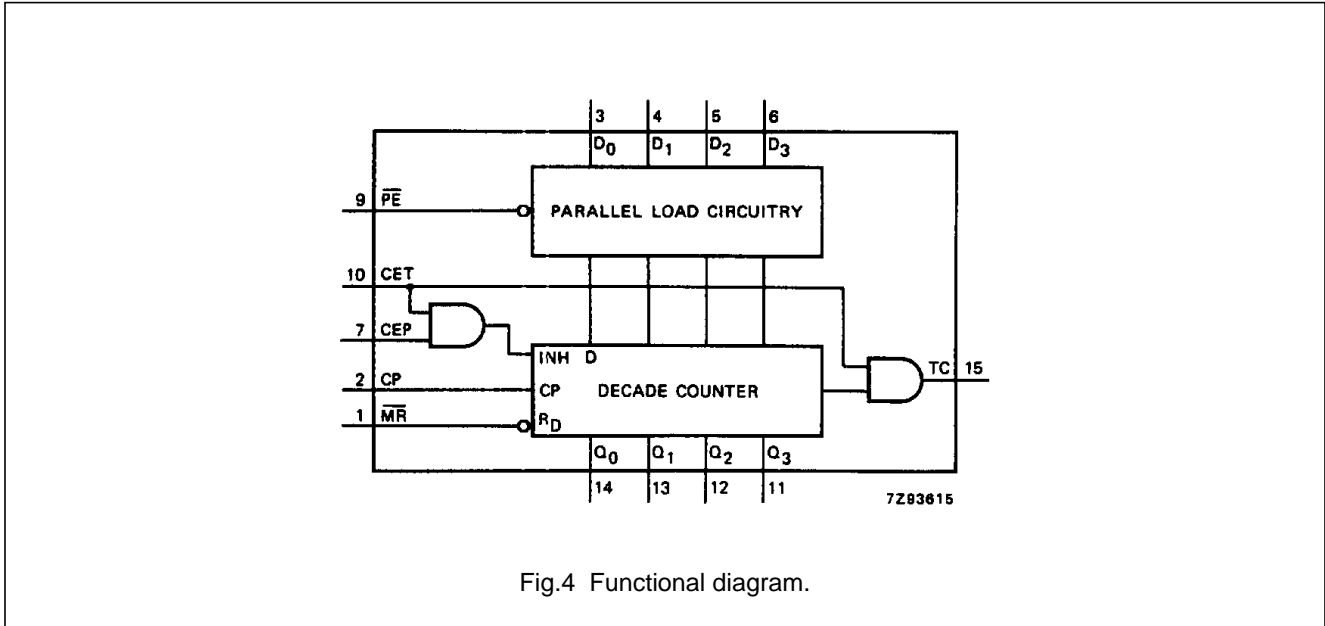 3 4 5 6
D0 D1 D2 D3
9 PE
PARALLEL LOAD CIRCUITRY
10 CET
7 CEP
INH D
TC 15
2 CP
CP DECADE COUNTER
1 MR
RD
Q0 Q1 Q2 Q3
14 13 12 11
7Z93615
Fig.4 Functional diagram.